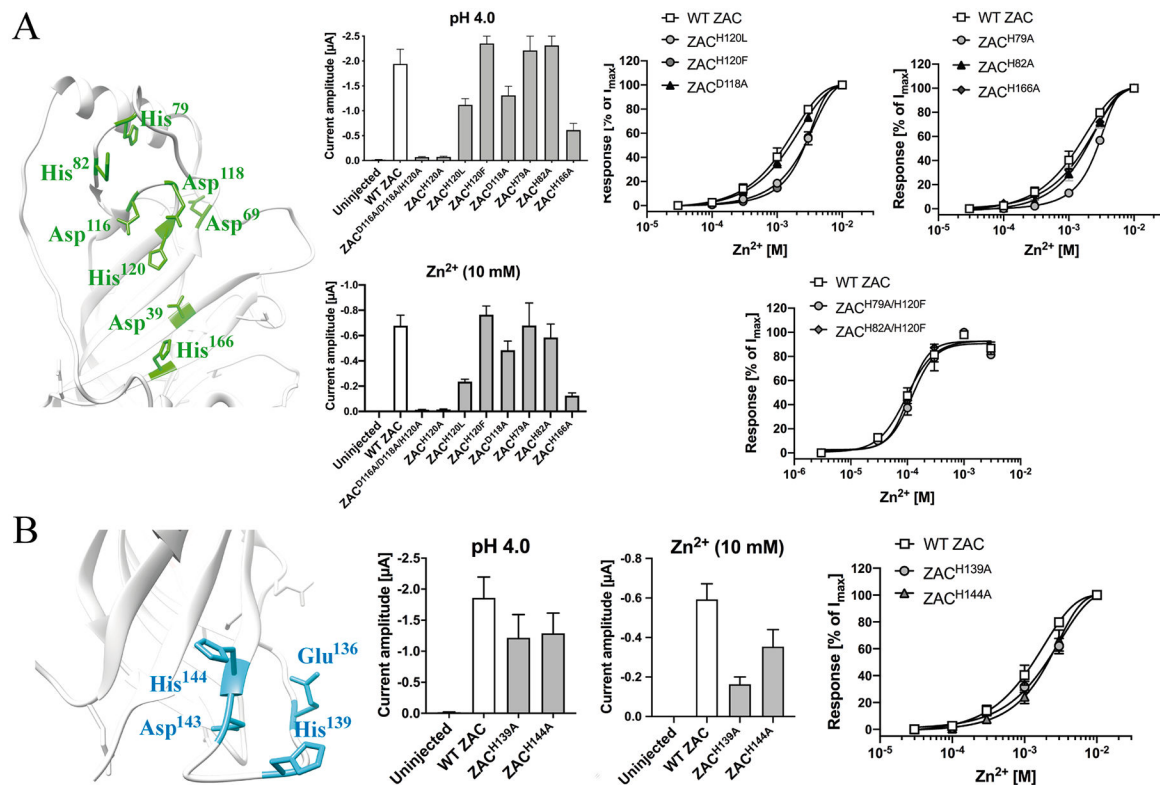 A
His79
His82
Asp118
Asp116
Asp69
His120
Asp39
His166
pH 4.0
Current amplitude [µA]
-2.5
-2.0
-1.5
-1.0
-0.5
0.0
Uninjected
WT ZAC
ZACD116A/D118A/H120A
ZACH120A
ZACH120L
ZACH120F
ZACD118A
ZACH79A
ZACH82A
ZACH166A
Zn2+ (10 mM)
Current amplitude [µA]
-1.0
-0.8
-0.6
-0.4
-0.2
0.0
Uninjected
WT ZAC
ZACD116A/D118A/H120A
ZACH120A
ZACH120L
ZACH120F
ZACD118A
ZACH79A
ZACH82A
ZACH166A
WT ZAC
ZACH120L
ZACH120F
ZACD118A
Response [% of Imax]
120
100
80
60
40
20
0
10-5 10-4 10-3 10-2 10-1
Zn2+ [M]
WT ZAC
ZACH79A
ZACH82A
ZACH166A
Response [% of Imax]
120
100
80
60
40
20
0
10-5 10-4 10-3 10-2 10-1
Zn2+ [M]
WT ZAC
ZACH79A/H120F
ZACH82A/H120F
Response [% of Imax]
120
100
80
60
40
20
0
10-6 10-5 10-4 10-3 10-2
Zn2+ [M]
B
Glu136
His144
Asp143
His139
pH 4.0
Current amplitude [µA]
-2.5
-2.0
-1.5
-1.0
-0.5
0.0
Uninjected
WT ZAC
ZACH139A
ZACH144A
Zn2+ (10 mM)
Current amplitude [µA]
-0.8
-0.6
-0.4
-0.2
0.0
Uninjected
WT ZAC
ZACH139A
ZACH144A
WT ZAC
ZACH139A
ZACH144A
Response [% of Imax]
120
100
80
60
40
20
0
10-5 10-4 10-3 10-2 10-1
Zn2+ [M]